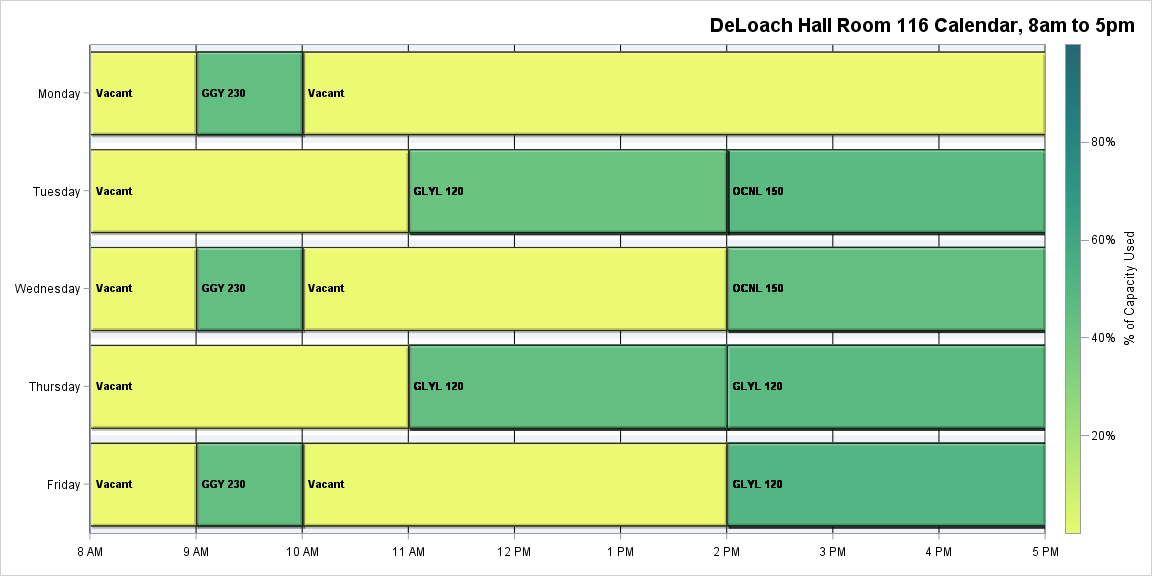 DeLoach Hall Room 116 Calendar, 8am to 5pm
Monday
Vacant
GGY 230
Vacant
Tuesday
Vacant
GLYL 120
OCNL 150
Wednesday
Vacant
GGY 230
Vacant
OCNL 150
Thursday
Vacant
GLYL 120
GLYL 120
Friday
Vacant
GGY 230
Vacant
GLYL 120
8 AM
9 AM
10 AM
11 AM
12 PM
1 PM
2 PM
3 PM
4 PM
5 PM
80%
60%
40%
20%
% of Capacity Used